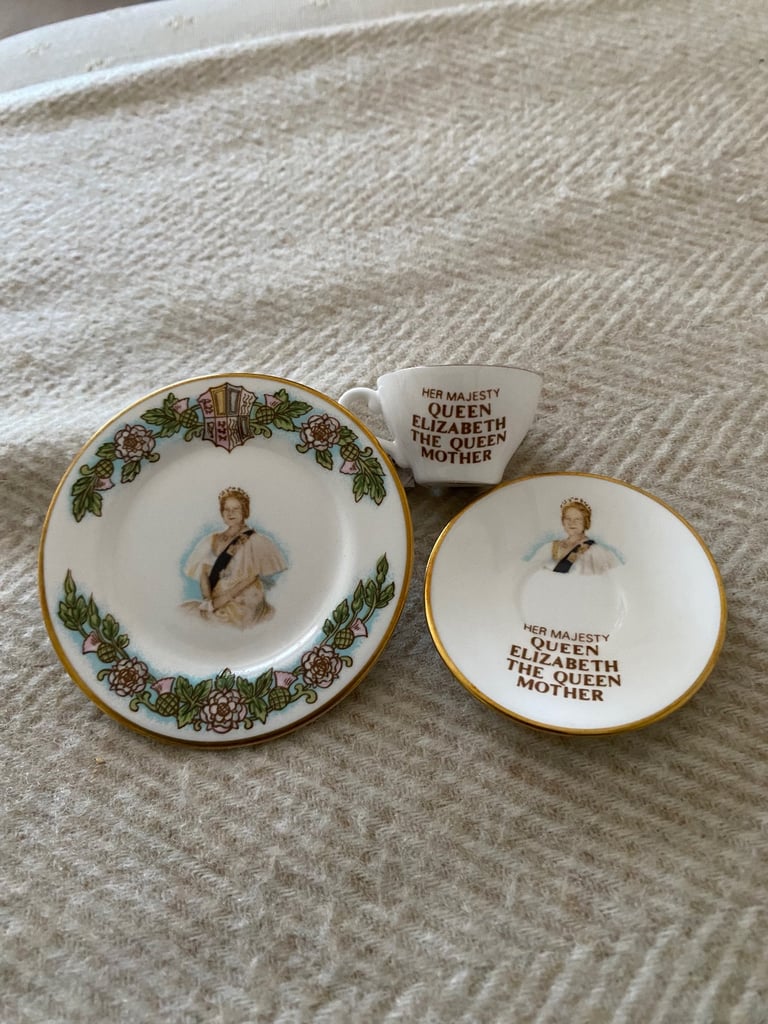 HER MAJESTY
QUEEN
ELIZABETH
THE QUEEN
MOTHER
HER MAJESTY
QUEEN
ELIZABETH
THE QUEEN
MOTHER